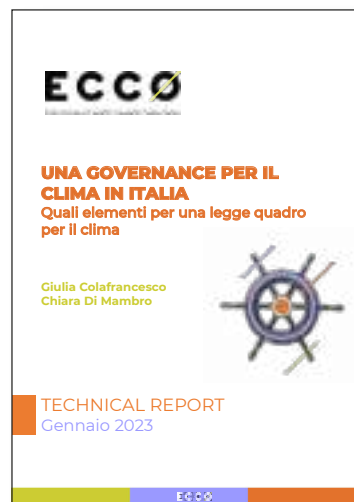 ECCO
UNA GOVERNANCE PER IL
CLIMA IN ITALIA
Quali elementi per una legge quadro
per il clima
Giulia Colafrancesco
Chiara Di Mambro
TECHNICAL REPORT
Gennaio 2023
ECCO